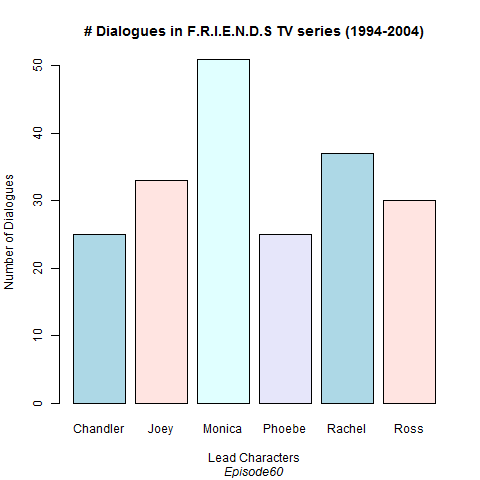 # Dialogues in F.R.I.E.N.D.S TV series (1994-2004)
Number of Dialogues
50
40
30
20
10
0
Chandler Joey Monica Phoebe Rachel Ross
Lead Characters
Episode60